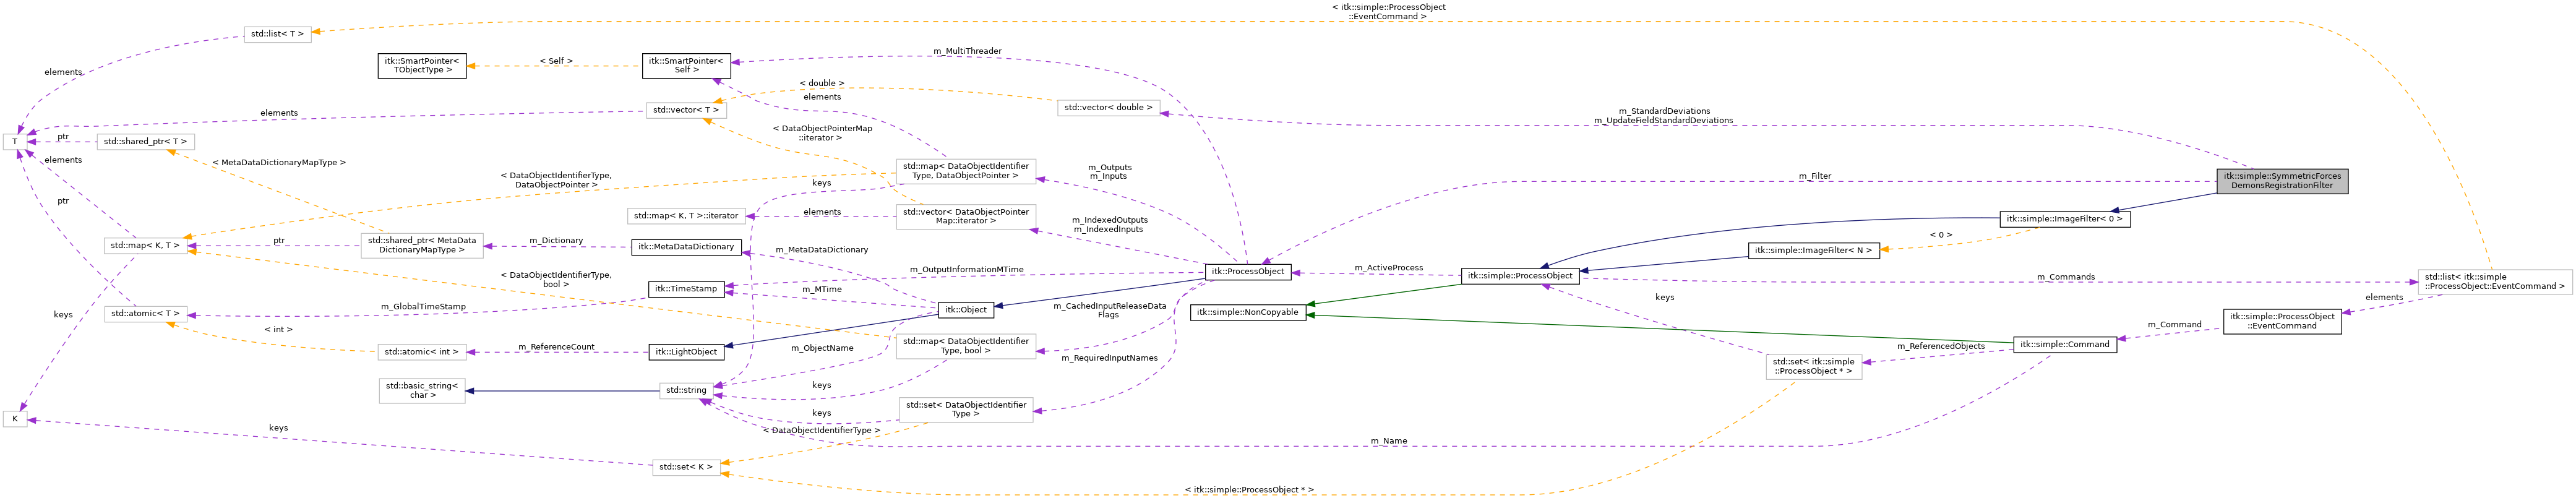 < itk::simple::ProcessObject
::EventCommand >
std::list< T >
m_MultiThreader
itk::SmartPointer<
TObjectType >
< Self >
itk::SmartPointer<
Self >
elements
< double >
elements
std::vector< T >
std::vector< double >
m_StandardDeviations
m_UpdateFieldStandardDeviations
elements
< DataObjectPointerMap
::iterator >
T
ptr
std::shared_ptr< T >
elements
< MetaDataDictionaryMapType >
< DataObjectIdentifierType,
DataObjectPointer >
keys
std::map< DataObjectIdentifier
Type, DataObjectPointer >
m_Outputs
m_Inputs
m_Filter
itk::simple::SymmetricForces
DemonsRegistrationFilter
ptr
std::map< K, T >::iterator
elements
std::vector< DataObjectPointer
Map::iterator >
m_IndexedOutputs
m_IndexedInputs
itk::simple::ImageFilter< 0 >
< 0 >
std::map< K, T >
ptr
std::shared_ptr< MetaData
DictionaryMapType >
m_Dictionary
itk::MetaDataDictionary
m_MetaDataDictionary
itk::simple::ImageFilter< N >
< DataObjectIdentifierType,
bool >
m_OutputInformationMTime
itk::ProcessObject
m_ActiveProcess
itk::simple::ProcessObject
m_Commands
std::list< itk::simple
::ProcessObject::EventCommand >
itk::TimeStamp
m_MTime
m_GlobalTimeStamp
itk::Object
m_CachedInputReleaseData
Flags
itk::simple::NonCopyable
keys
elements
keys
std::atomic< T >
< int >
m_Command
itk::simple::ProcessObject
::EventCommand
std::atomic< int >
m_ReferenceCount
itk::LightObject
m_ObjectName
std::map< DataObjectIdentifier
Type, bool >
m_RequiredInputNames
m_ReferencedObjects
itk::simple::Command
std::set< itk::simple
::ProcessObject * >
std::basic_string<
char >
std::string
keys
K
keys
keys
std::set< DataObjectIdentifier
Type >
< DataObjectIdentifierType >
m_Name
std::set< K >
< itk::simple::ProcessObject * >